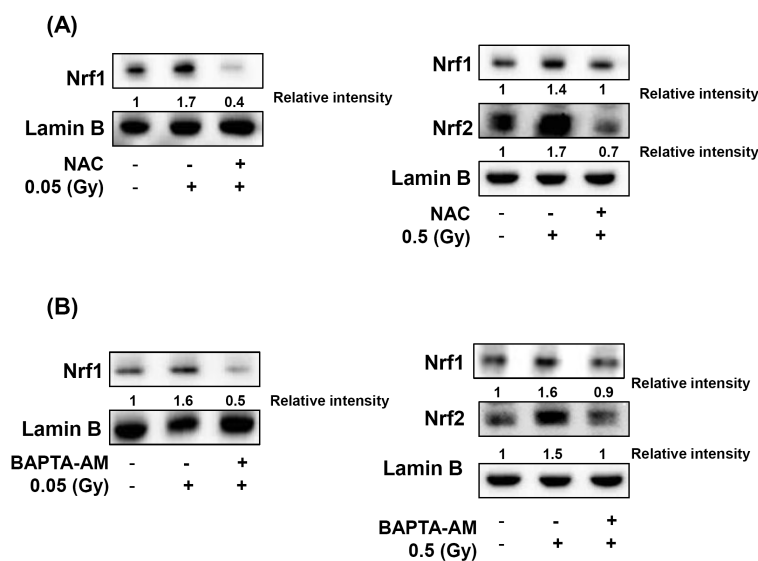 (A)
Nrf1
1 1.7 0.4
Relative intensity
Lamin B
NAC - - +
0.05 (Gy) - + +
Nrf1
1 1.4 1
Relative intensity
Nrf2
1 1.7 0.7
Relative intensity
Lamin B
NAC - - +
0.5 (Gy) - + +
(B)
Nrf1
1 1.6 0.5
Relative intensity
Lamin B
BAPTA-AM - - +
0.05 (Gy) - + +
Nrf1
1 1.6 0.9
Relative intensity
Nrf2
1 1.5 1
Relative intensity
Lamin B
BAPTA-AM - - +
0.5 (Gy) - + +